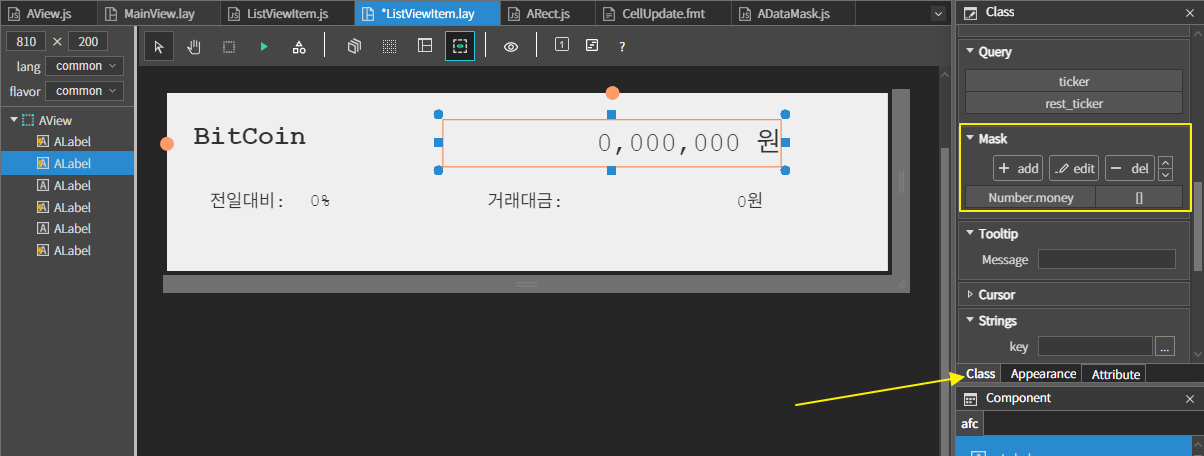 AView.js MainView.lay ListViewItem.js *ListViewItem.lay ARect.js CellUpdate.fmt ADataMask.js
810 × 200
lang common
flavor common
AView
ALabel
ALabel
ALabel
ALabel
ALabel
ALabel
1 ?
BitCoin
0,000,000 원
전일대비: 0%
거래대금: 0원
Class
Query
ticker
rest_ticker
Mask
+ add edit − del
Number.money []
Tooltip
Message
Cursor
Strings
key ...
Class Appearance Attribute
Component
afc